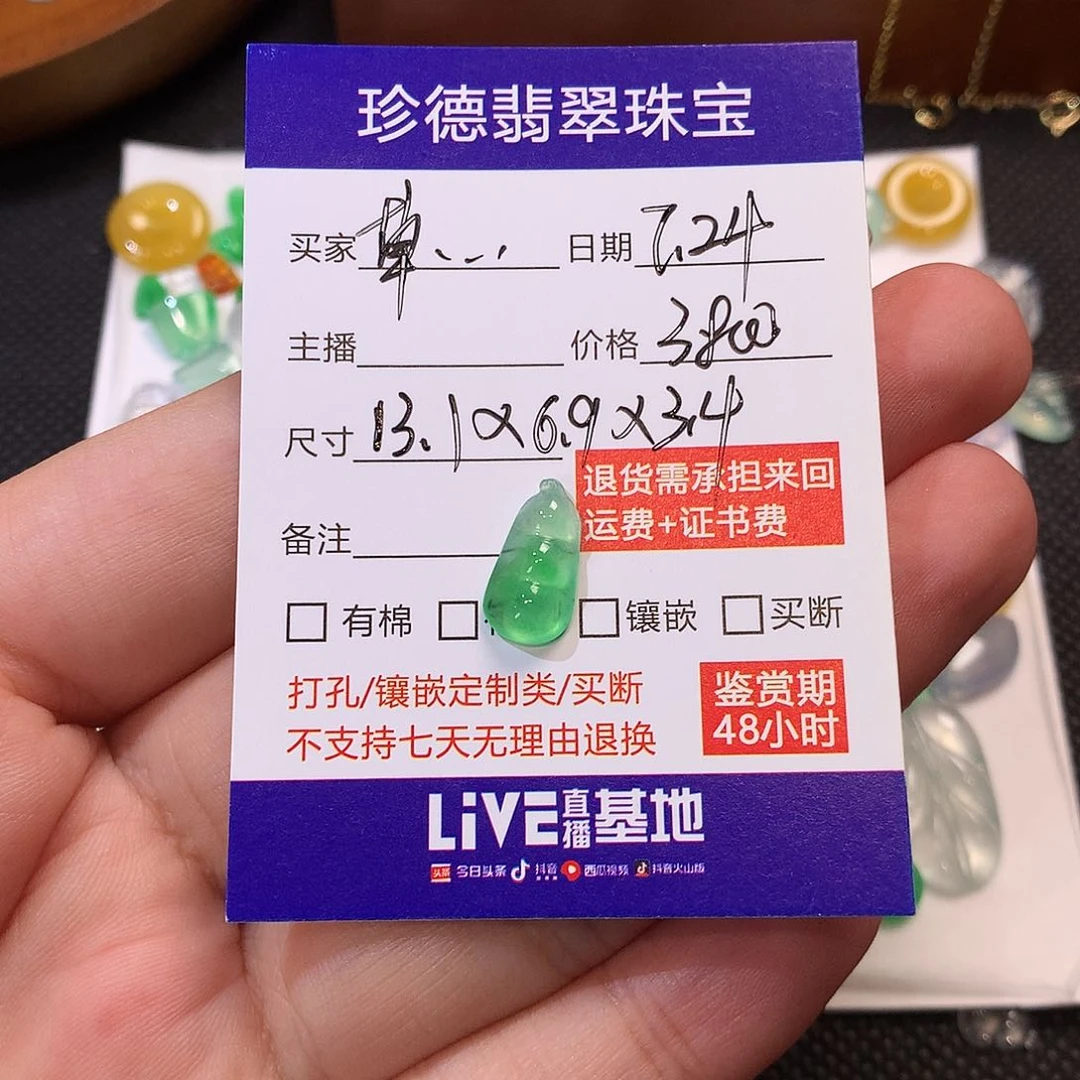 珍德翡翠珠宝
买家 单... 日期 7.24
主播 价格 3800
尺寸 13.1×6.9×3.4
退货需承担来回
运费+证书费
备注
有棉 镶嵌 买断
打孔/镶嵌定制类/买断
不支持七天无理由退换
鉴赏期
48小时
LiVE直播基地
头条 今日头条 抖音 西瓜视频 抖音火山版